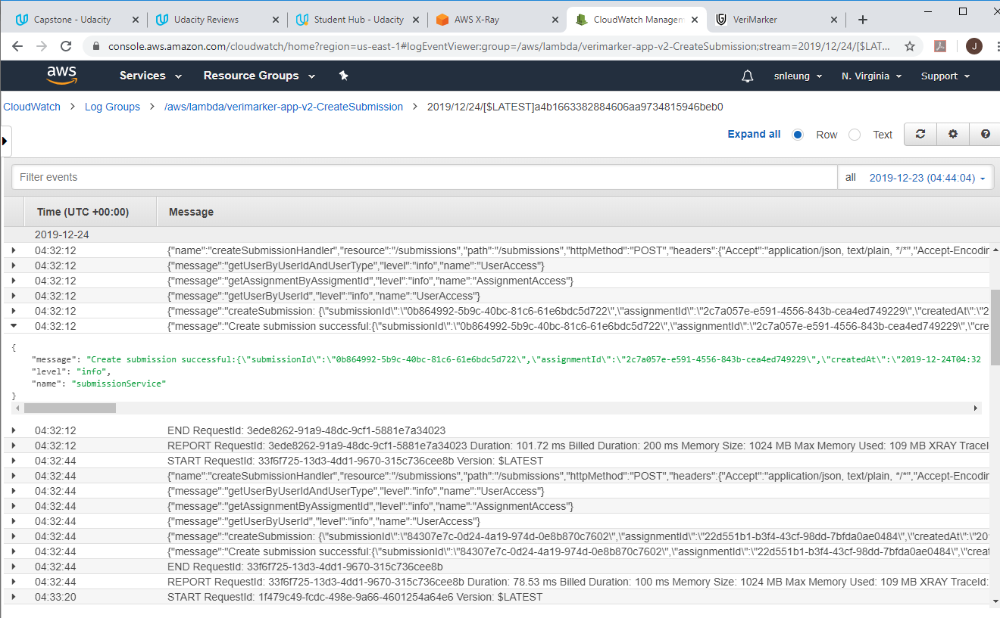 Capstone - Udacity Udacity Reviews Student Hub - Udacity AWS X-Ray CloudWatch Managem VeriMarker
console.aws.amazon.com/cloudwatch/home?region=us-east-1#logEventViewer:group=/aws/lambda/verimarker-app-v2-CreateSubmission;stream=2019/12/24/[$LAT... J
aws Services Resource Groups snleung N. Virginia Support
CloudWatch > Log Groups > /aws/lambda/verimarker-app-v2-CreateSubmission > 2019/12/24/[$LATEST]a4b1663382884606aa9734815946beb0
Expand all Row Text
Filter events all 2019-12-23 (04:44:04)
Time (UTC +00:00) Message
2019-12-24
04:32:12 {"name":"createSubmissionHandler","resource":"/submissions","path":"/submissions","httpMethod":"POST","headers":{"Accept":"application/json, text/plain, */*","Accept-Encodin
04:32:12 {"message":"getUserByUserIdAndUserType","level":"info","name":"UserAccess"}
04:32:12 {"message":"getAssignmentByAssigmentId","level":"info","name":"AssignmentAccess"}
04:32:12 {"message":"getUserByUserId","level":"info","name":"UserAccess"}
04:32:12 {"message":"createSubmission: {\"submissionId\":\"0b864992-5b9c-40bc-81c6-61e6bdc5d722\",\"assignmentId\":\"2c7a057e-e591-4556-843b-cea4ed749229\",\"createdAt\":\"2
04:32:12 {"message":"Create submission successful:{\"submissionId\":\"0b864992-5b9c-40bc-81c6-61e6bdc5d722\",\"assignmentId\":\"2c7a057e-e591-4556-843b-cea4ed749229\",\"cre
{
"message": "Create submission successful:{\"submissionId\":\"0b864992-5b9c-40bc-81c6-61e6bdc5d722\",\"assignmentId\":\"2c7a057e-e591-4556-843b-cea4ed749229\",\"createdAt\":\"2019-12-24T04:32
"level": "info",
"name": "submissionService"
}
04:32:12 END RequestId: 3ede8262-91a9-48dc-9cf1-5881e7a34023
04:32:12 REPORT RequestId: 3ede8262-91a9-48dc-9cf1-5881e7a34023 Duration: 101.72 ms Billed Duration: 200 ms Memory Size: 1024 MB Max Memory Used: 109 MB XRAY TraceI
04:32:44 START RequestId: 33f6f725-13d3-4dd1-9670-315c736cee8b Version: $LATEST
04:32:44 {"name":"createSubmissionHandler","resource":"/submissions","path":"/submissions","httpMethod":"POST","headers":{"Accept":"application/json, text/plain, */*","Accept-Encodin
04:32:44 {"message":"getUserByUserIdAndUserType","level":"info","name":"UserAccess"}
04:32:44 {"message":"getAssignmentByAssigmentId","level":"info","name":"AssignmentAccess"}
04:32:44 {"message":"getUserByUserId","level":"info","name":"UserAccess"}
04:32:44 {"message":"createSubmission: {\"submissionId\":\"84307e7c-0d24-4a19-974d-0e8b870c7602\",\"assignmentId\":\"22d551b1-b3f4-43cf-98dd-7bfda0ae0484\",\"createdAt\":\"201
04:32:44 {"message":"Create submission successful:{\"submissionId\":\"84307e7c-0d24-4a19-974d-0e8b870c7602\",\"assignmentId\":\"22d551b1-b3f4-43cf-98dd-7bfda0ae0484\",\"creat
04:32:44 END RequestId: 33f6f725-13d3-4dd1-9670-315c736cee8b
04:32:44 REPORT RequestId: 33f6f725-13d3-4dd1-9670-315c736cee8b Duration: 78.53 ms Billed Duration: 100 ms Memory Size: 1024 MB Max Memory Used: 109 MB XRAY TraceId:
04:33:20 START RequestId: 1f479c49-fcdc-498e-9a66-4601254a64e6 Version: $LATEST